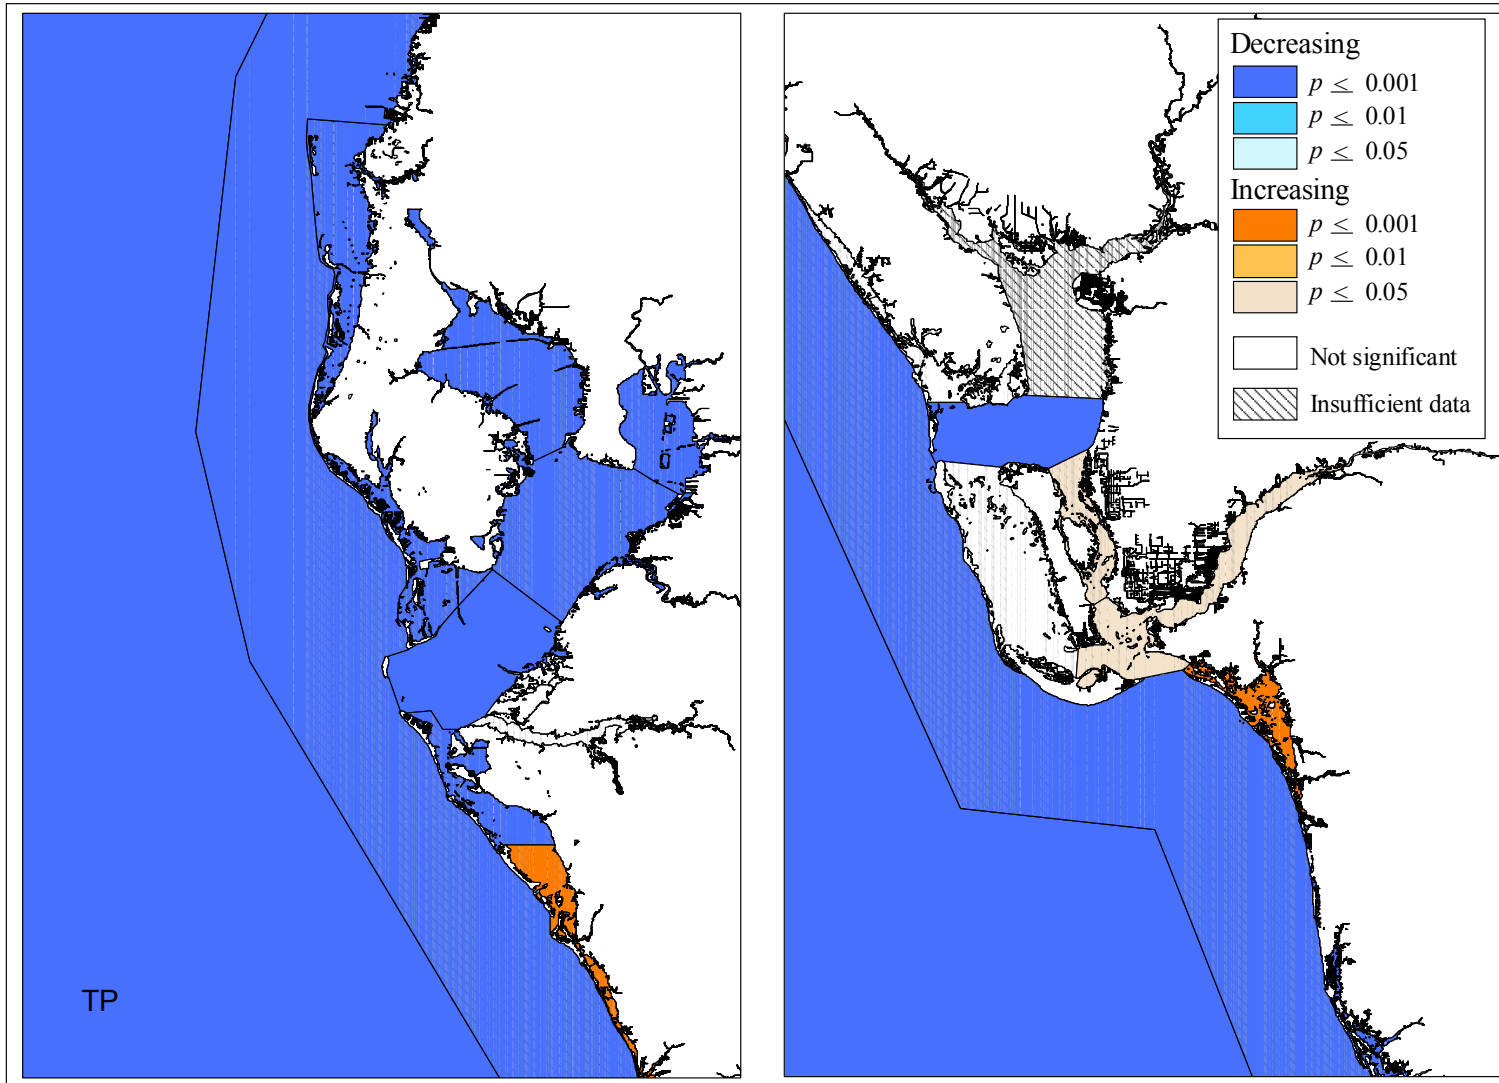 Decreasing
p ≤ 0.001
p ≤ 0.01
p ≤ 0.05
Increasing
p ≤ 0.001
p ≤ 0.01
p ≤ 0.05
Not significant
Insufficient data
TP